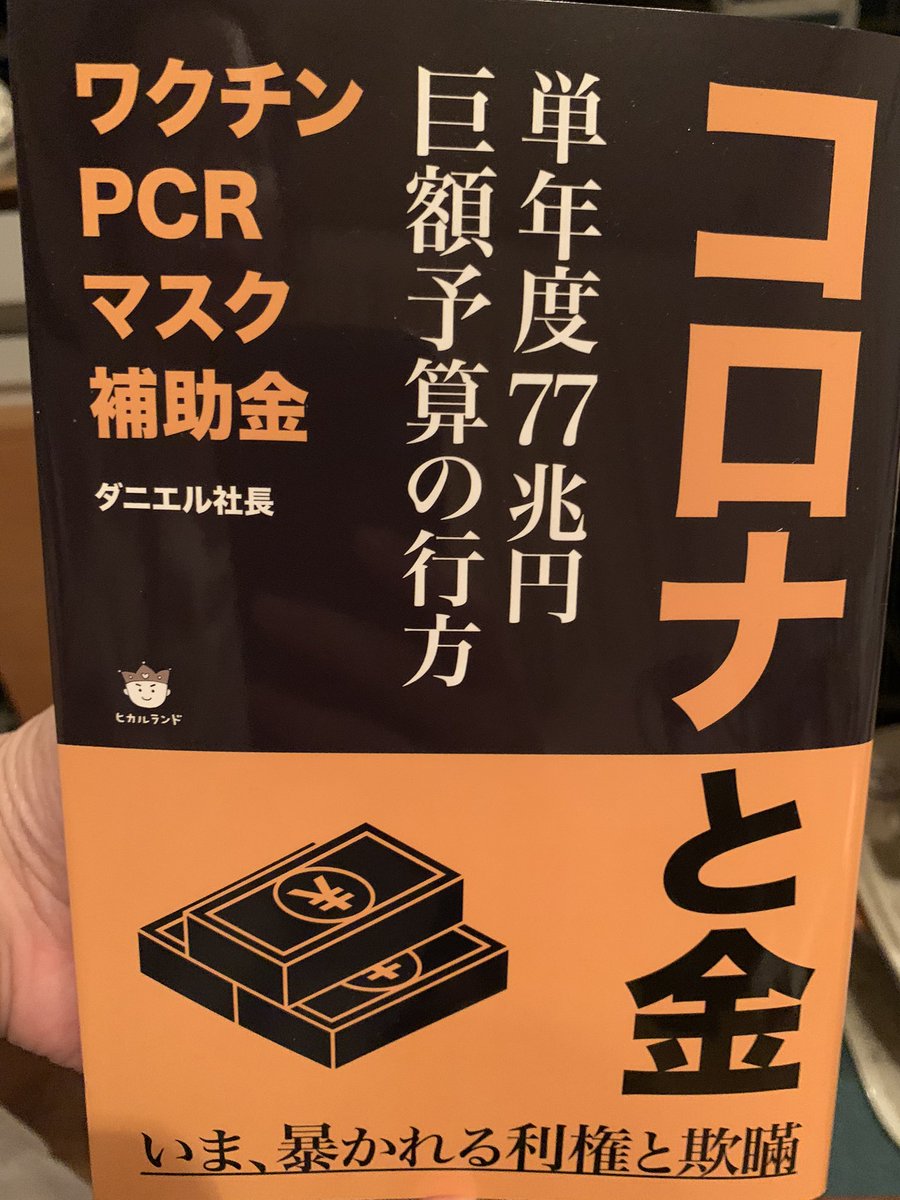 コロナと金
単年度77兆円
巨額予算の行方
ワクチン
PCR
マスク
補助金
ダニエル社長
ヒカルランド
いま、暴かれる利権と欺瞞